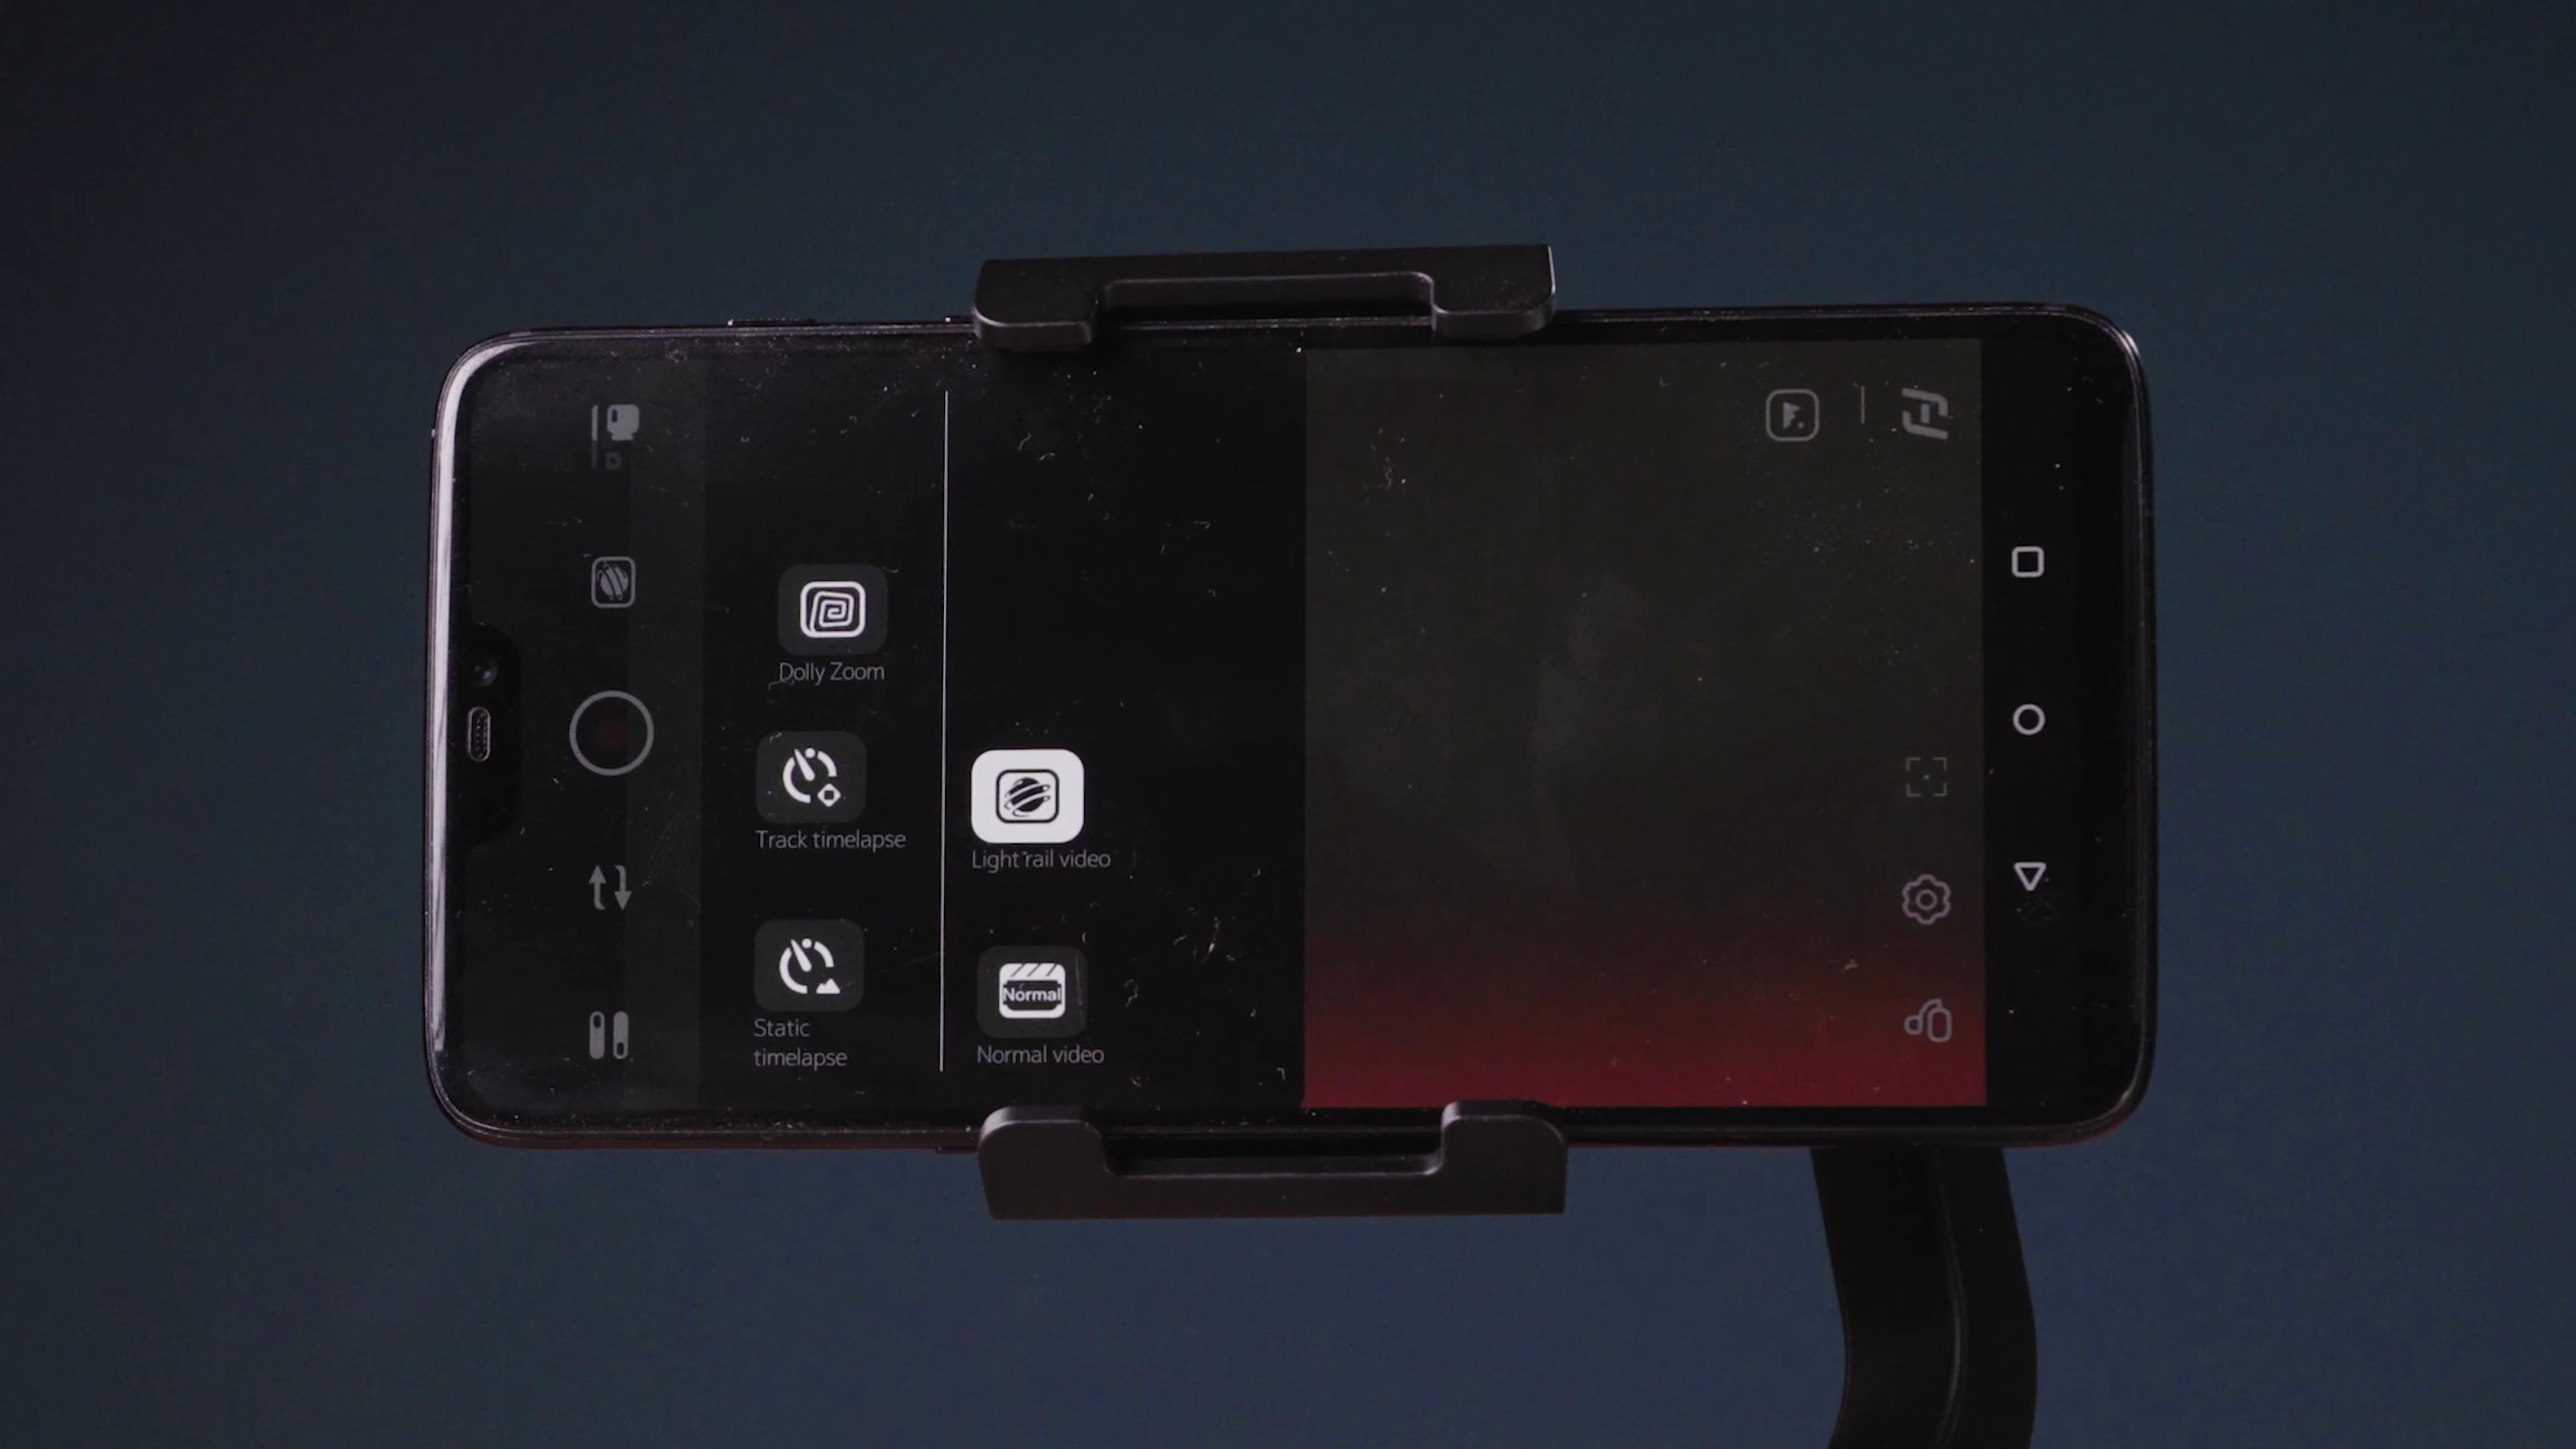 Dolly Zoom
Track timelapse
Static
timelapse
Light rail video
Normal
Normal video